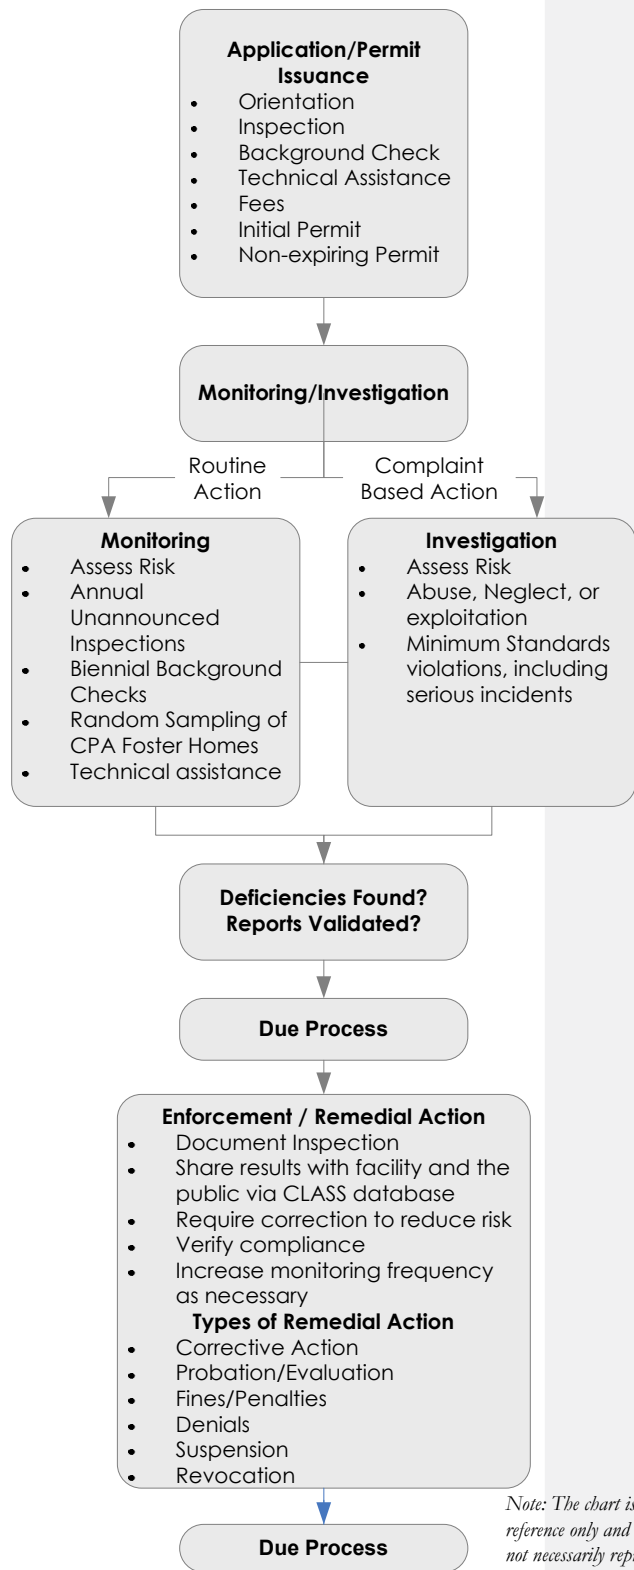 Application/Permit
Issuance
• Orientation
• Inspection
• Background Check
• Technical Assistance
• Fees
• Initial Permit
• Non-expiring Permit
Monitoring/Investigation
Routine
Action
Complaint
Based Action
Monitoring
• Assess Risk
• Annual
Unannounced
Inspections
• Biennial Background
Checks
• Random Sampling of
CPA Foster Homes
• Technical assistance
Investigation
• Assess Risk
• Abuse, Neglect, or
exploitation
• Minimum Standards
violations, including
serious incidents
Deficiencies Found?
Reports Validated?
Due Process
Enforcement / Remedial Action
• Document Inspection
• Share results with facility and the
public via CLASS database
• Require correction to reduce risk
• Verify compliance
• Increase monitoring frequency
as necessary
Types of Remedial Action
• Corrective Action
• Probation/Evaluation
• Fines/Penalties
• Denials
• Suspension
• Revocation
Due Process
Note: The chart is
reference only and
not necessarily